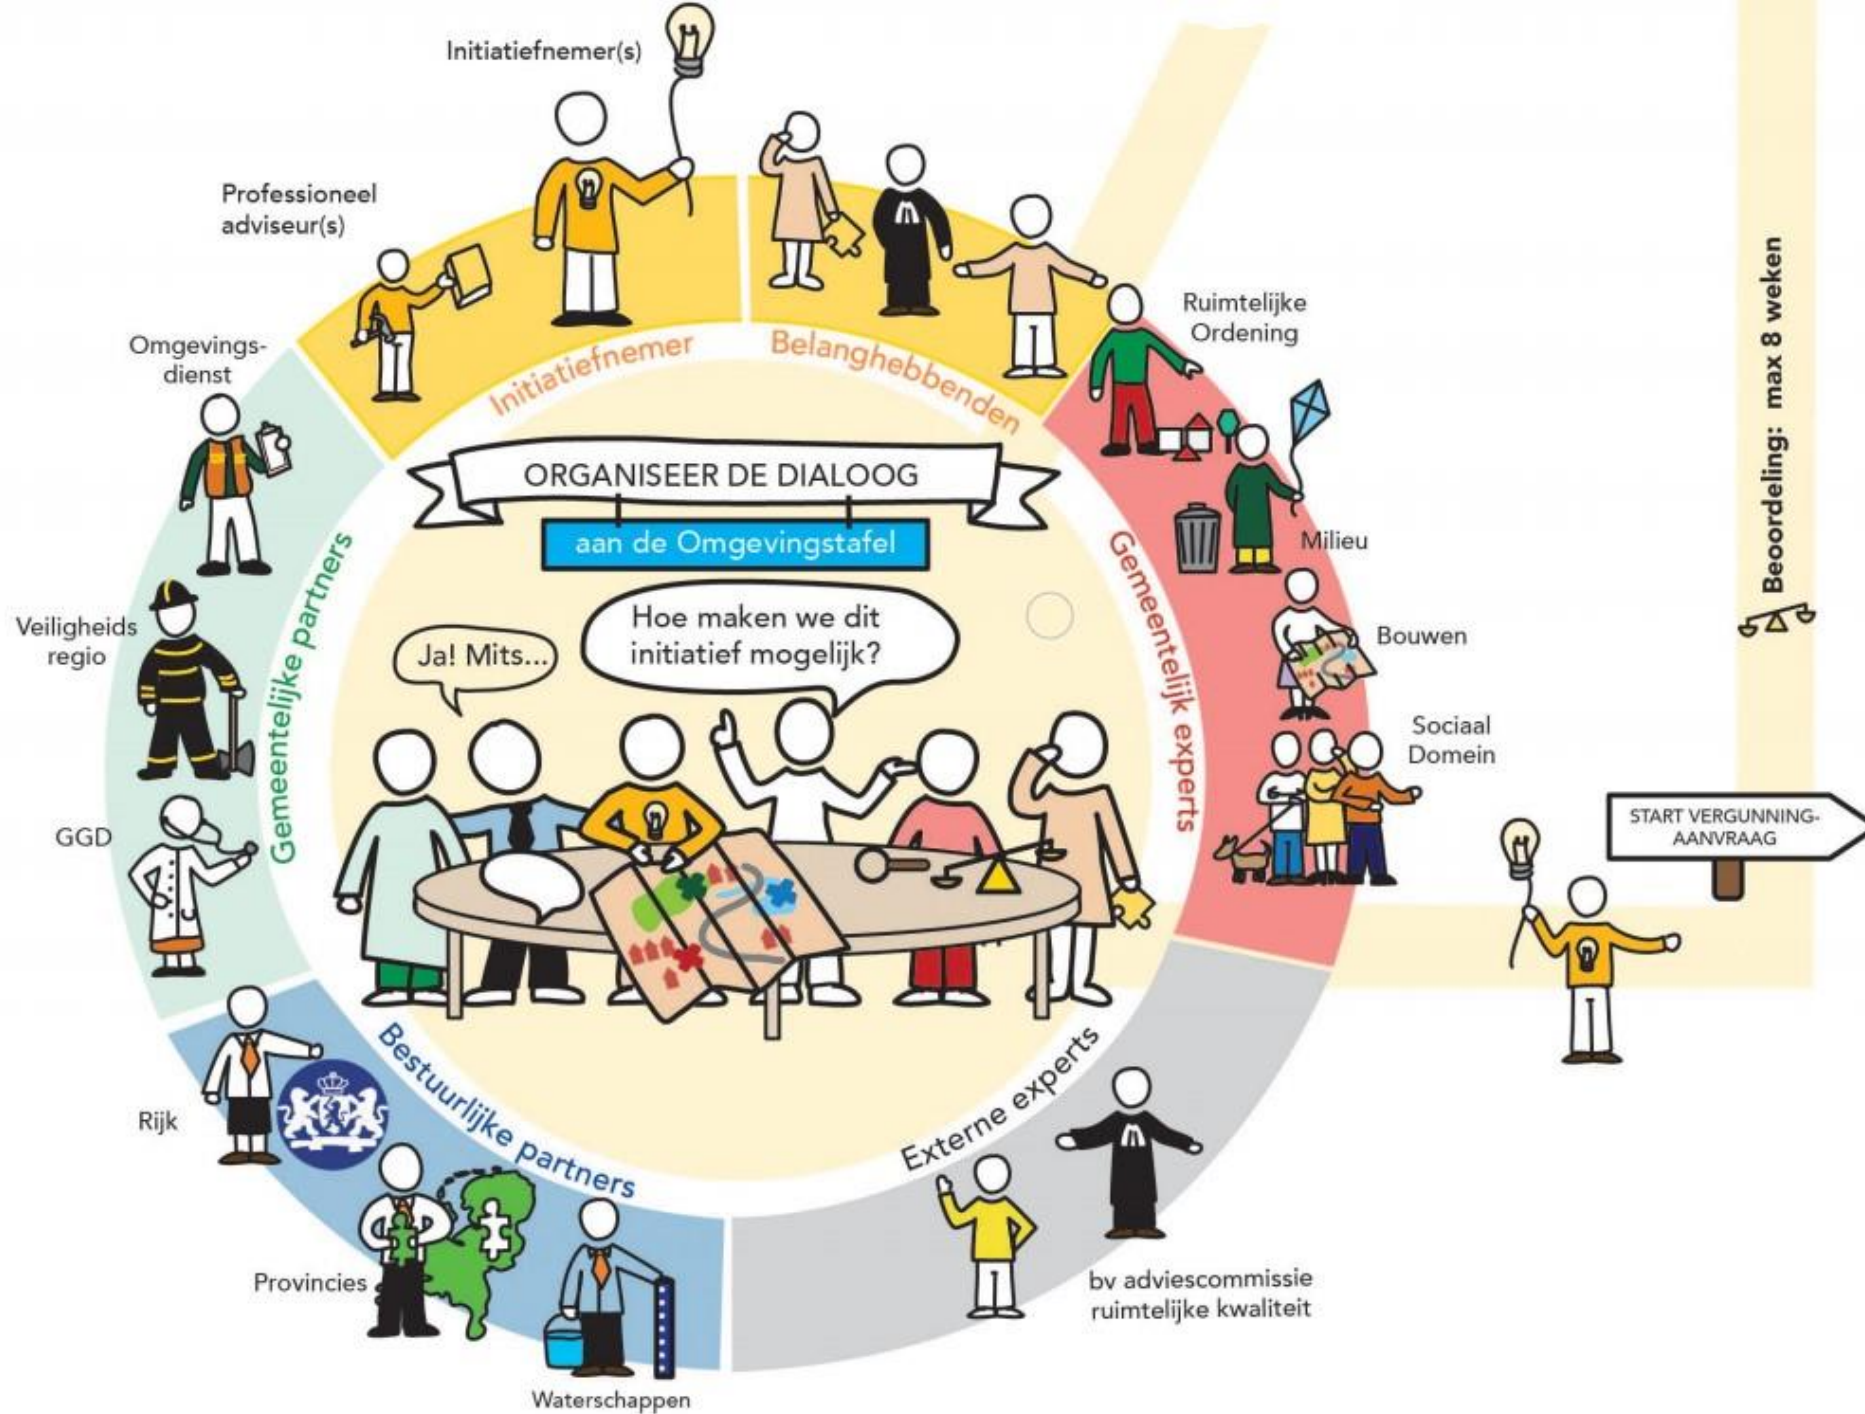 Initiatiefnemer(s)
Professioneel
adviseur(s)
Omgevings-
dienst
Veiligheids
regio
GGD
Rijk
Provincies
Waterschappen
Initiatiefnemer
Belanghebbenden
Gemeentelijke partners
Bestuurlijke partners
Externe experts
Gemeentelijk experts
ORGANISEER DE DIALOOG
aan de Omgevingstafel
Hoe maken we dit
initiatief mogelijk?
Ja! Mits...
Ruimtelijke
Ordening
Milieu
Bouwen
Sociaal
Domein
bv adviescommissie
ruimtelijke kwaliteit
START VERGUNNING-
AANVRAAG
Beoordeling: max 8 weken